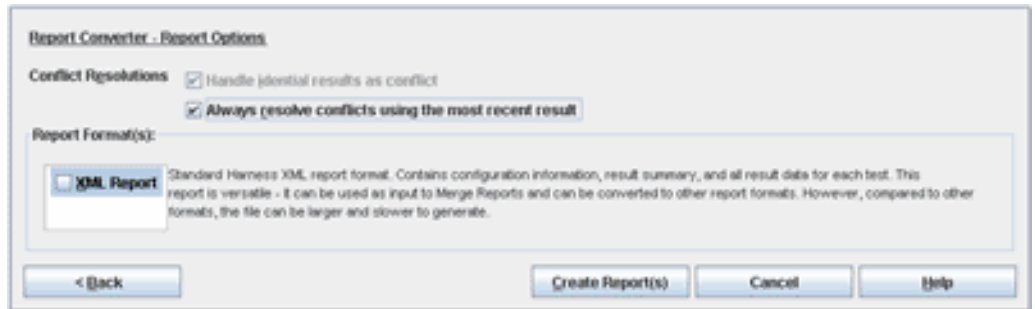 Report Converter - Report Options
Conflict Resolutions
Handle idential results as conflict
Always resolve conflicts using the most recent result
Report Format(s):
XML Report
Standard Harness XML report format. Contains configuration information, result summary, and all result data for each test. This
report is versatile - it can be used as input to Merge Reports and can be converted to other report formats. However, compared to other
formats, the file can be larger and slower to generate.
< Back
Create Report(s)
Cancel
Help